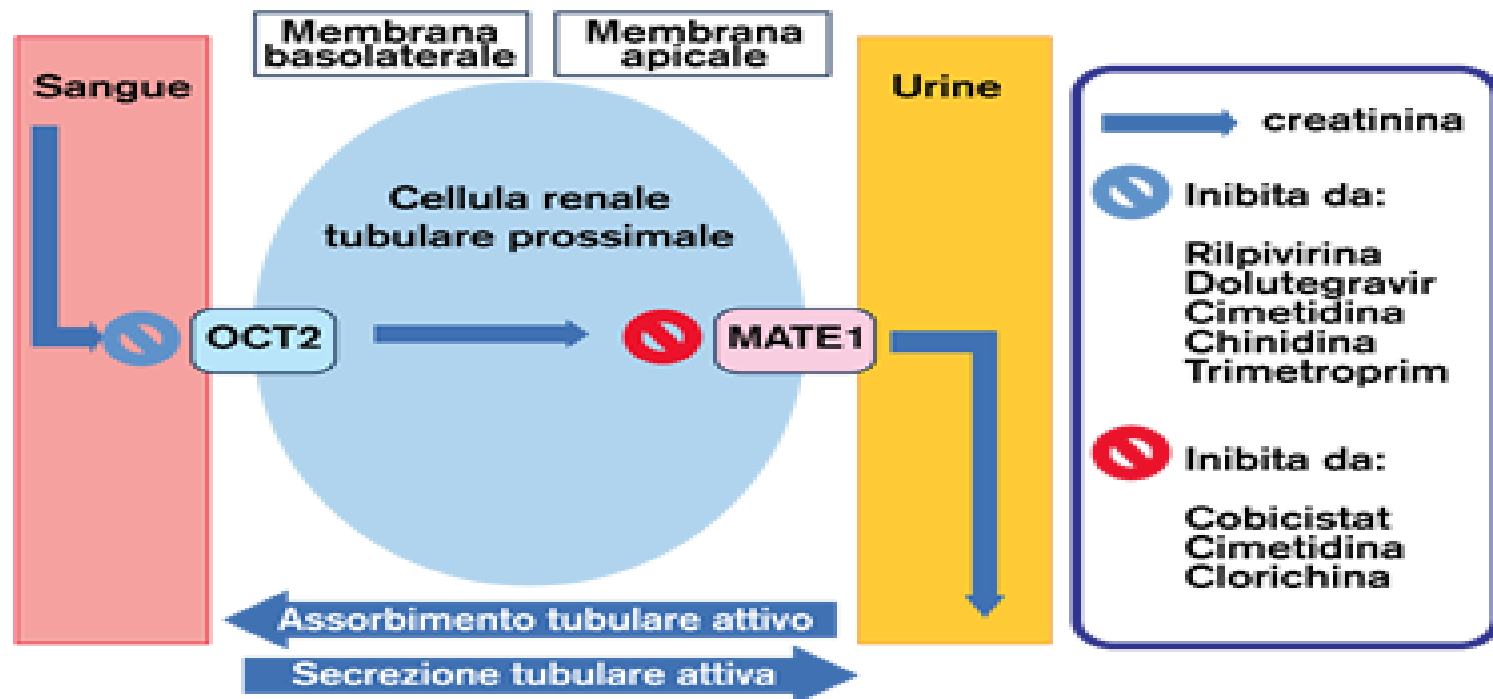 Membrana
basolaterale
Membrana
apicale
Sangue
Urine
Cellula renale
tubulare prossimale
OCT2
MATE1
Assorbimento tubulare attivo
Secrezione tubulare attiva
creatinina
Inibita da:
Rilpivirina
Dolutegravir
Cimetidina
Chinidina
Trimetroprim
Inibita da:
Cobicistat
Cimetidina
Clorichina